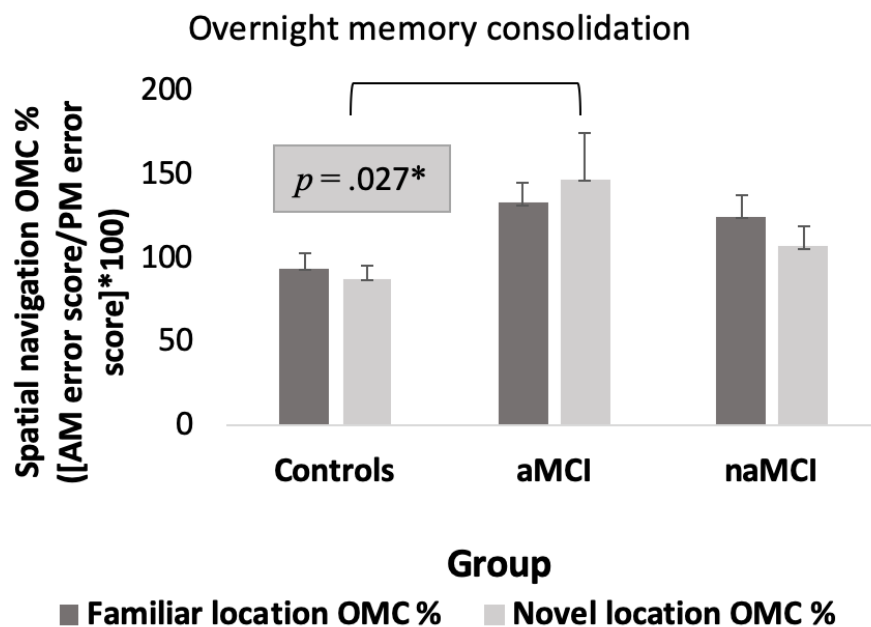 Overnight memory consolidation
Spatial navigation OMC %
([AM error score/PM error
score]*100)
200
150
100
50
0
p = .027*
Controls
aMCI
naMCI
Group
Familiar location OMC %
Novel location OMC %